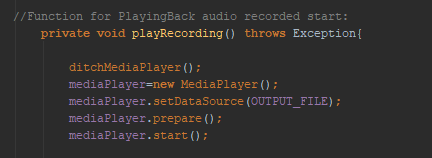 //Function for PlayingBack audio recorded start:
private void playRecording() throws Exception{
ditchMediaPlayer();
mediaPlayer=new MediaPlayer();
mediaPlayer.setDataSource(OUTPUT_FILE);
mediaPlayer.prepare();
mediaPlayer.start();